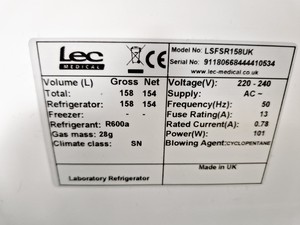 Lec
MEDICAL
Model No: LSFSR158UK
Serial No: 91180668444410534
www.lec-medical.co.uk
Volume (L) Gross Net
Total: 158 154
Refrigerator: 158 154
Freezer: - -
Refrigerant: R600a
Gas mass: 28g
Climate class: SN
Voltage(V): 220 - 240
Supply: AC ~
Frequency(Hz): 50
Fuse Rating(A): 13
Rated Current(A): 0.78
Power(W): 101
Blowing Agent:CYCLOPENTANE
Made in UK
Laboratory Refrigerator